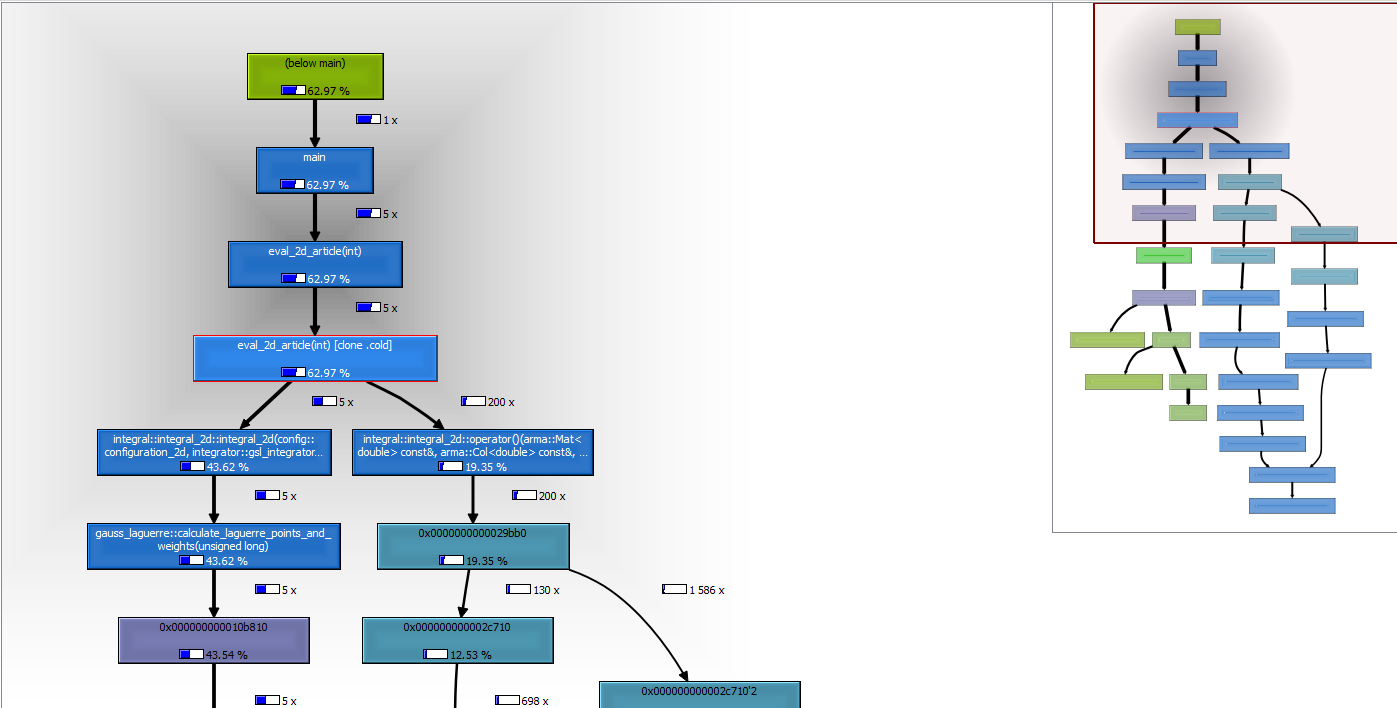 (below main)
62.97 %
1 x
main
62.97 %
5 x
eval_2d_article(int)
62.97 %
5 x
eval_2d_article(int) [clone .cold]
62.97 %
5 x
200 x
integral::integral_2d::integral_2d(config::
configuration_2d, integrator::gsl_integrator...
43.62 %
integral::integral_2d::operator()(arma::Mat<
double> const&, arma::Col<double> const&, ...
19.35 %
5 x
200 x
gauss_laguerre::calculate_laguerre_points_and_
weights(unsigned long)
43.62 %
0x0000000000029bb0
19.35 %
5 x
130 x
1 586 x
0x000000000010b810
43.54 %
0x000000000002c710
12.53 %
5 x
698 x
0x000000000002c710'2